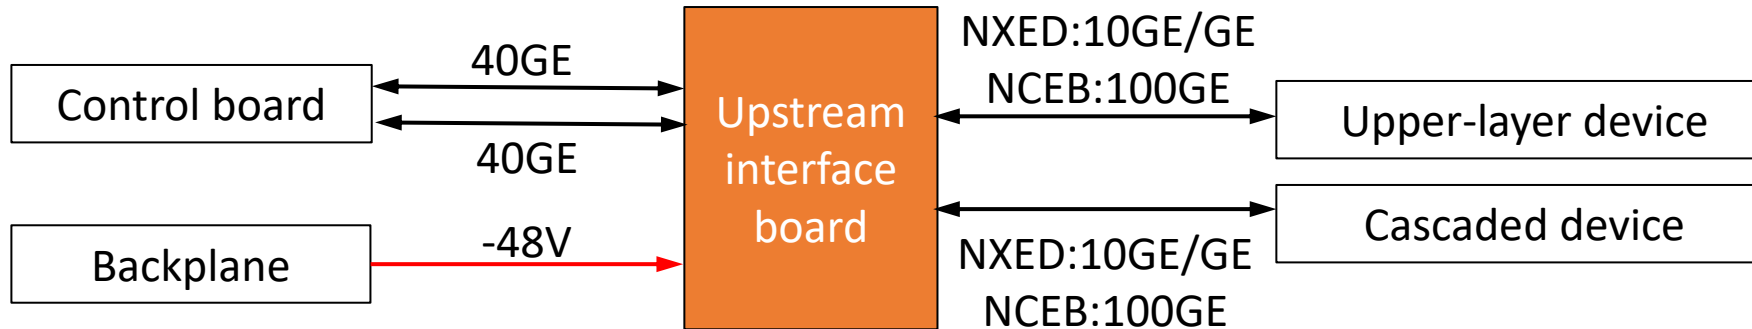 Control board
40GE
40GE
Backplane
-48V
Upstream
interface
board
NXED:10GE/GE
NCEB:100GE
Upper-layer device
Cascaded device
NXED:10GE/GE
NCEB:100GE